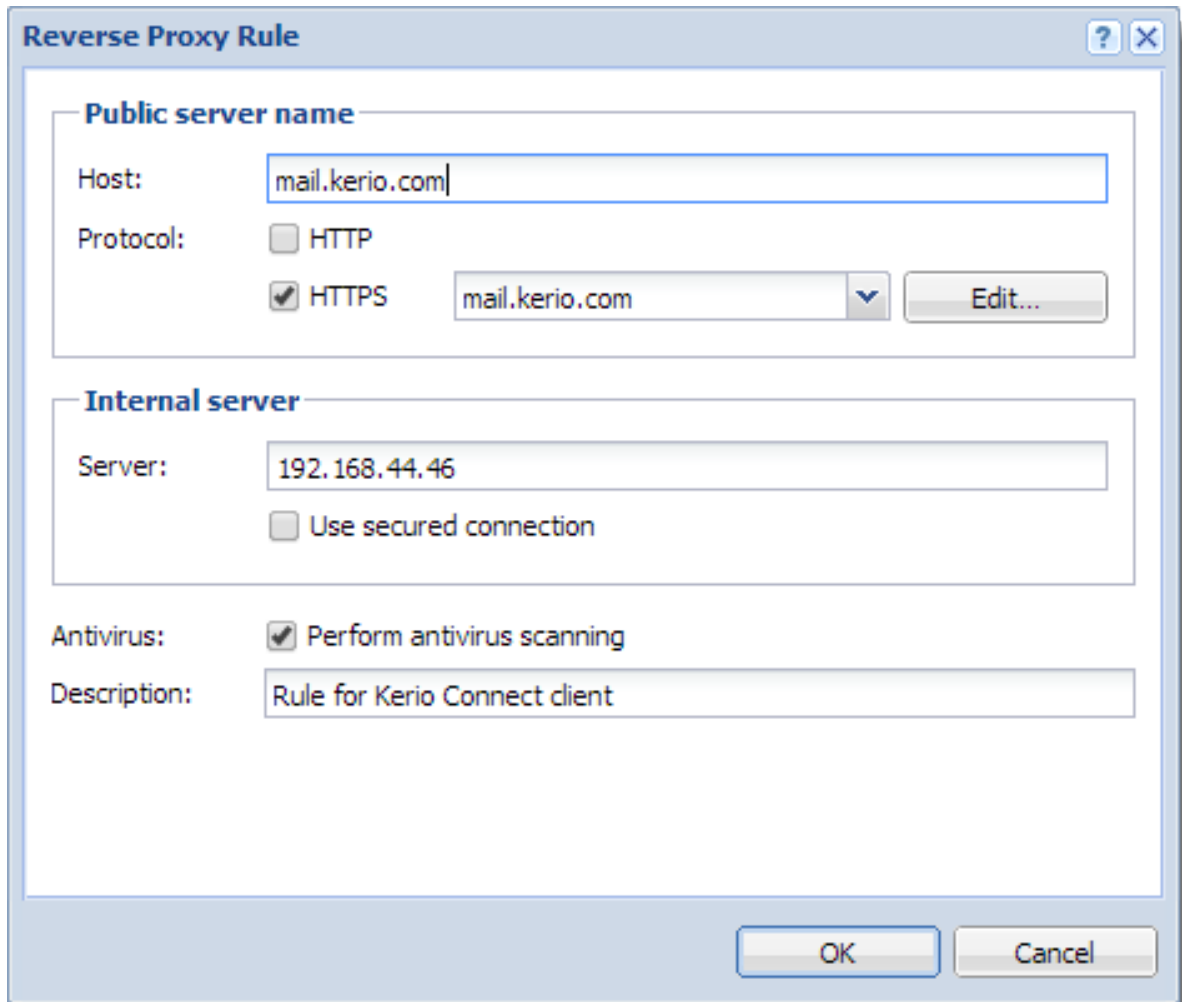 Reverse Proxy Rule ?
Public server name
Host: mail.kerio.com
Protocol: HTTP
HTTPS mail.kerio.com Edit...
Internal server
Server: 192.168.44.46
Use secured connection
Antivirus: Perform antivirus scanning
Description: Rule for Kerio Connect client
OK Cancel